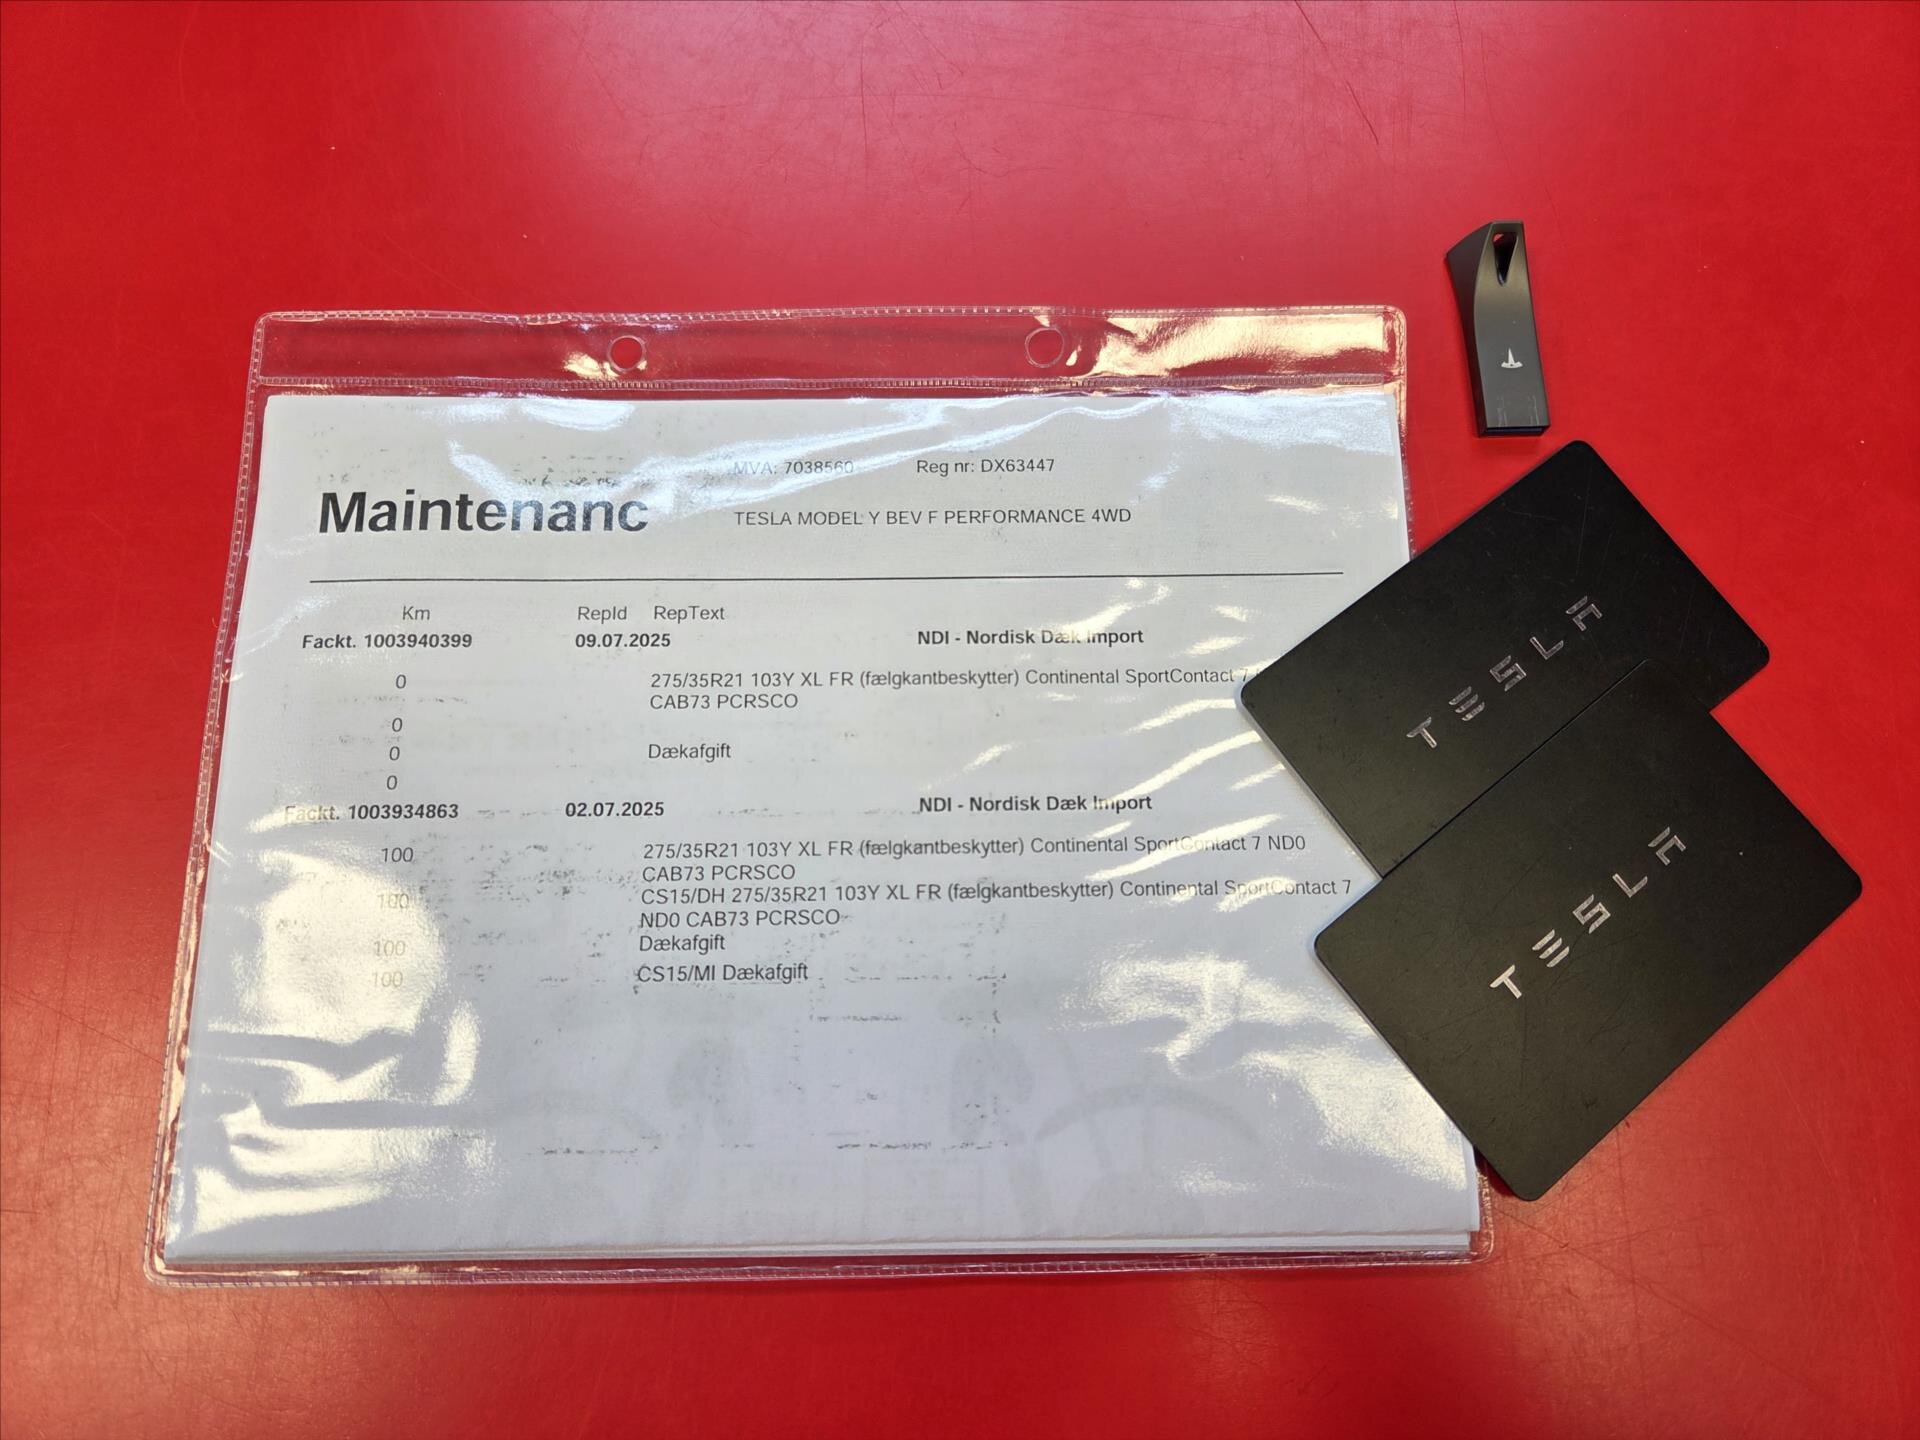 MVA: 7038560 Reg nr: DX63447
Maintenanc TESLA MODEL Y BEV F PERFORMANCE 4WD
Km RepId RepText
Fackt. 1003940399 09.07.2025 NDI - Nordisk Dæk Import
0 275/35R21 103Y XL FR (fælgkantbeskytter) Continental SportContact 7
CAB73 PCRSCO
0
0 Dækafgift
0
Fackt. 1003934863 02.07.2025 NDI - Nordisk Dæk Import
100 275/35R21 103Y XL FR (fælgkantbeskytter) Continental SportContact 7 ND0
CAB73 PCRSCO
100 CS15/DH 275/35R21 103Y XL FR (fælgkantbeskytter) Continental SportContact 7
ND0 CAB73 PCRSCO
100 Dækafgift
100 CS15/MI Dækafgift
TESLA
TESLA